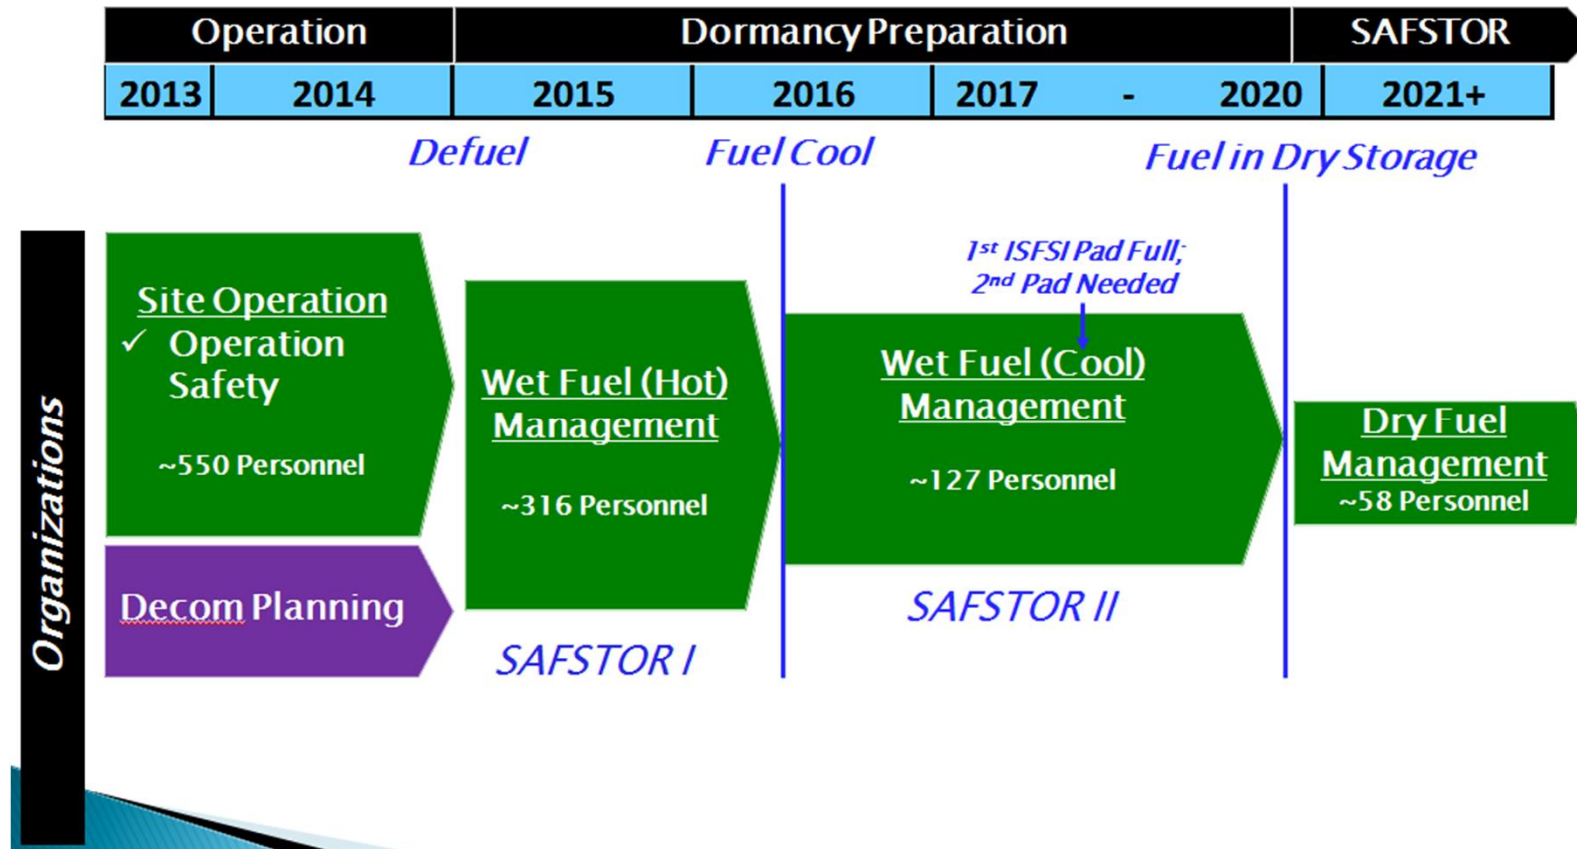 Operation
Dormancy Preparation
SAFSTOR
2013
2014
2015
2016
2017 - 2020
2021+
Defuel
Fuel Cool
Fuel in Dry Storage
Organizations
Site Operation
✓ Operation
Safety
~550 Personnel
Decom Planning
Wet Fuel (Hot)
Management
~316 Personnel
SAFSTOR I
1st ISFSI Pad Full;
2nd Pad Needed
Wet Fuel (Cool)
Management
~127 Personnel
SAFSTOR II
Dry Fuel
Management
~58 Personnel